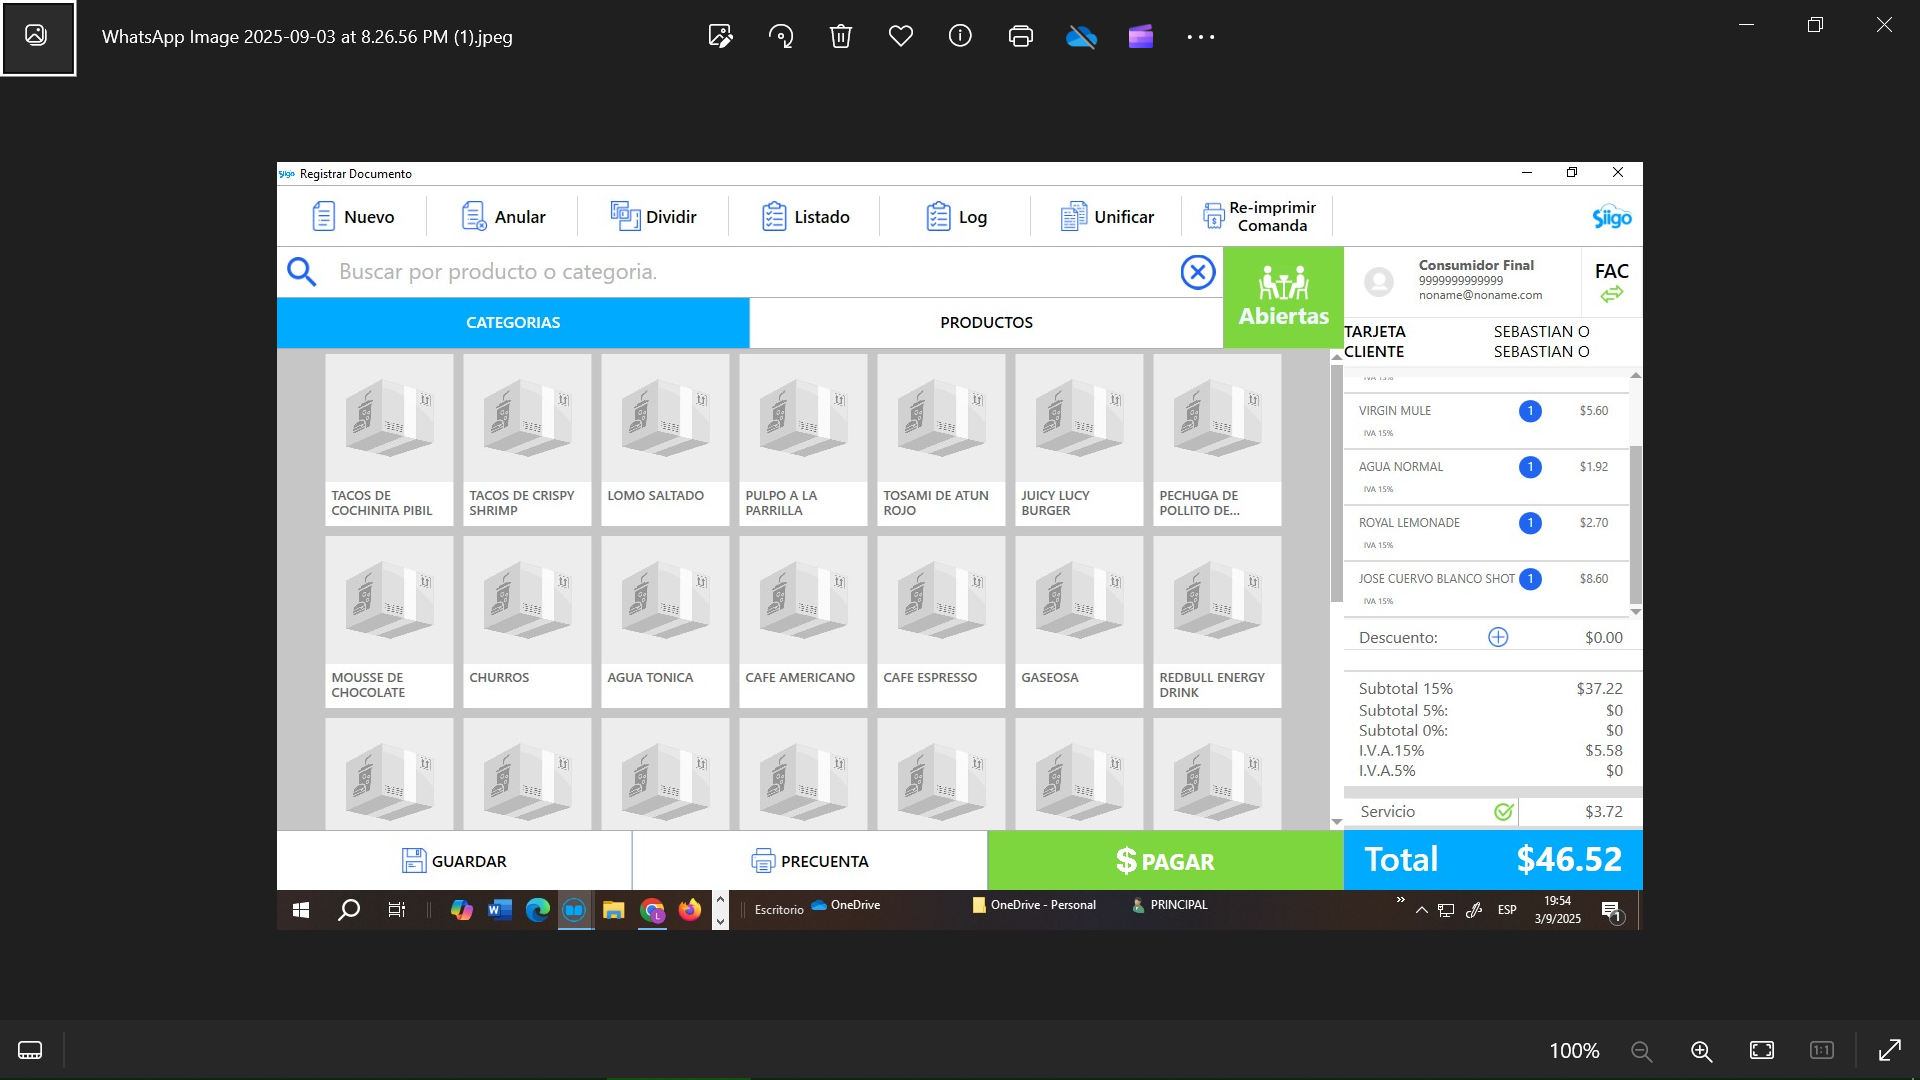 WhatsApp Image 2025-09-03 at 8.26.56 PM (1).jpeg
Siigo Registrar Documento
Nuevo
Anular
Dividir
Listado
Log
Unificar
Re-imprimir
Comanda
Siigo
Buscar por producto o categoria.
Abiertas
Consumidor Final
9999999999999
noname@noname.com
FAC
CATEGORIAS
PRODUCTOS
TARJETA SEBASTIAN O
CLIENTE SEBASTIAN O
TACOS DE
COCHINITA PIBIL
TACOS DE CRISPY
SHRIMP
LOMO SALTADO
PULPO A LA
PARRILLA
TOSAMI DE ATUN
ROJO
JUICY LUCY
BURGER
PECHUGA DE
POLLITO DE...
MOUSSE DE
CHOCOLATE
CHURROS
AGUA TONICA
CAFE AMERICANO
CAFE ESPRESSO
GASEOSA
REDBULL ENERGY
DRINK
IVA 15%
VIRGIN MULE 1 $5.60
IVA 15%
AGUA NORMAL 1 $1.92
IVA 15%
ROYAL LEMONADE 1 $2.70
IVA 15%
JOSE CUERVO BLANCO SHOT 1 $8.60
IVA 15%
Descuento: $0.00
Subtotal 15% $37.22
Subtotal 5%: $0
Subtotal 0%: $0
I.V.A.15% $5.58
I.V.A.5% $0
Servicio $3.72
GUARDAR
PRECUENTA
$ PAGAR
Total $46.52
Escritorio
OneDrive
OneDrive - Personal
PRINCIPAL
»
ESP
19:54
3/9/2025
1
100%
1:1